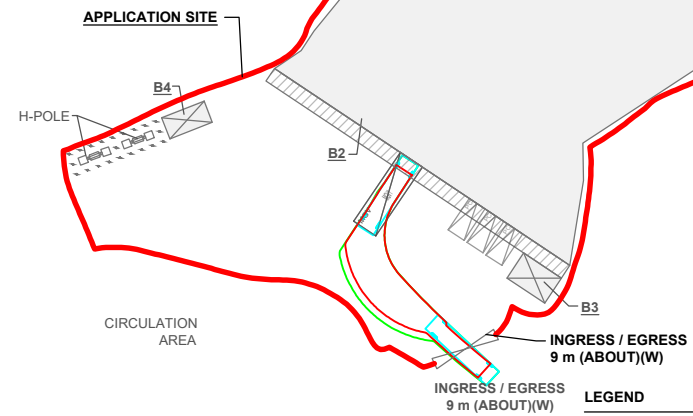 APPLICATION SITE
B4
H-POLE
B2
B3
CIRCULATION
AREA
INGRESS / EGRESS
9 m (ABOUT)(W)
INGRESS / EGRESS
9 m (ABOUT)(W)
LEGEND